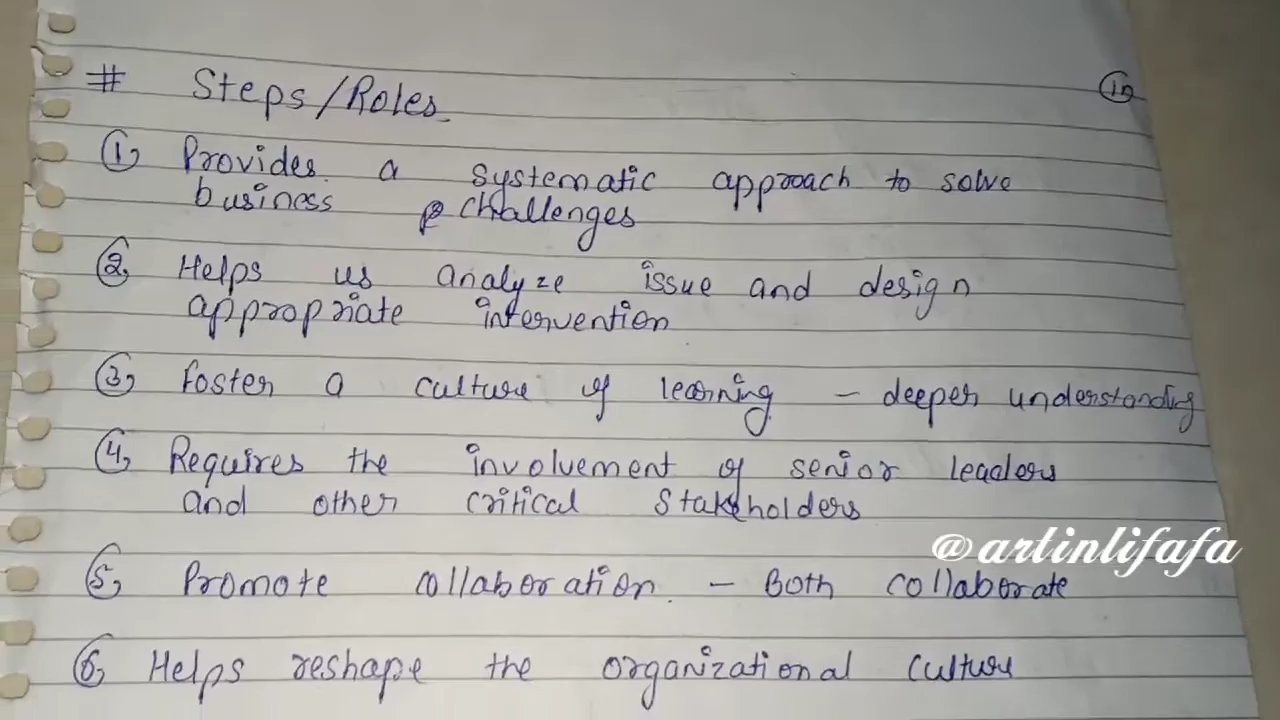 # Steps/Roles
1) Provides a systematic approach to solve
business challenges
2) Helps us analyze issue and design
appropriate intervention
3) Foster a culture of learning - deeper understanding
4) Requires the involvement of senior leaders
and other critical stakeholders
@artinlifafa
5) Promote collaboration. - Both collaborate
6) Helps reshape the organizational culture